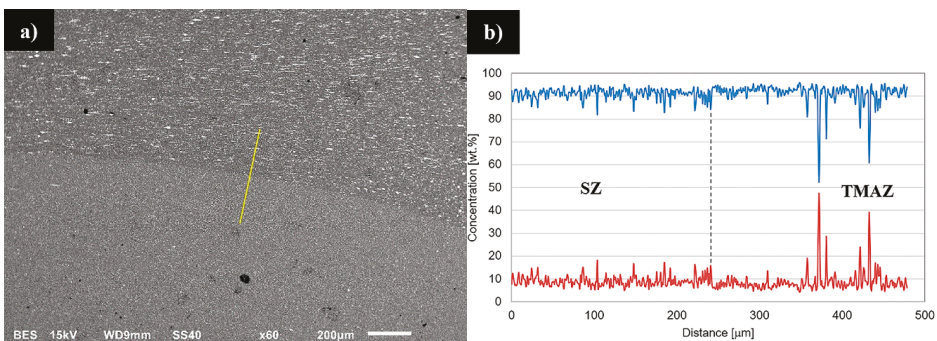 a)
BES 15kV WD9mm SS40 x60 200μm
b)
Concentration [wt.%]
100
90
80
70
60
50
40
30
20
10
0
SZ
TMAZ
0 100 200 300 400 500
Distance [μm]